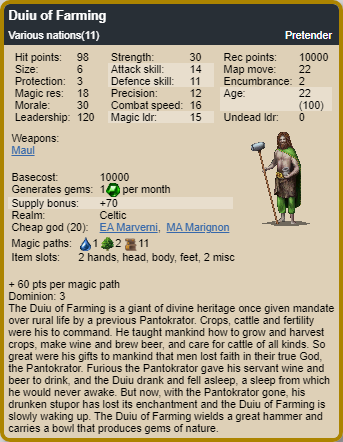 Duiu of Farming
Various nations(11) Pretender
Hit points: 98 Strength: 30 Rec points: 10000
Size: 6 Attack skill: 14 Map move: 22
Protection: 3 Defence skill: 11 Encumbrance: 2
Magic res: 18 Precision: 12 Age: 22
Morale: 30 Combat speed: 16 (100)
Leadership: 120 Magic ldr: 15 Undead ldr: 0
Weapons:
Maul
Basecost: 10000
Generates gems: 1 per month
Supply bonus: +70
Realm: Celtic
Cheap god (20): EA Marverni, MA Marignon
Magic paths: 1 2 11
Item slots: 2 hands, head, body, feet, 2 misc
+ 60 pts per magic path
Dominion: 3
The Duiu of Farming is a giant of divine heritage once given mandate
over rural life by a previous Pantokrator. Crops, cattle and fertility
were his to command. He taught mankind how to grow and harvest
crops, make wine and brew beer, and care for cattle of all kinds. So
great were his gifts to mankind that men lost faith in their true God,
the Pantokrator. Furious the Pantokrator gave his servant wine and
beer to drink, and the Duiu drank and fell asleep, a sleep from which
he would never awake. But now, with the Pantokrator gone, his
drunken stupor has lost its enchantment and the Duiu of Farming is
slowly waking up. The Duiu of Farming wields a great hammer and
carries a bowl that produces gems of nature.